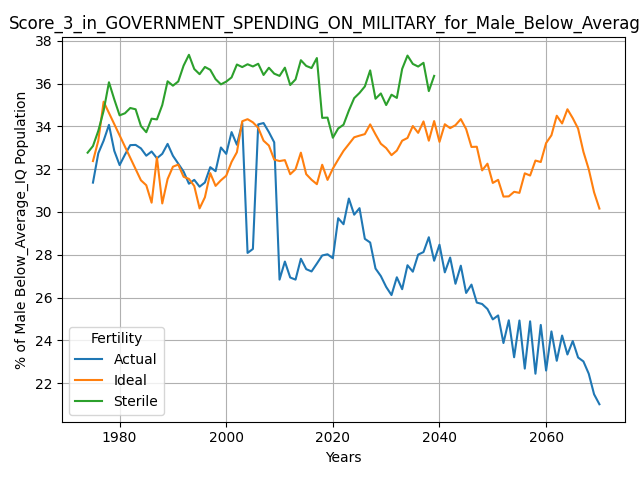 Score_3_in_GOVERNMENT_SPENDING_ON_MILITARY_for_Male_Below_Averag
% of Male Below_Average_IQ Population
38
36
34
32
30
28
26
24
22
Fertility
Actual
Ideal
Sterile
1980
2000
2020
2040
2060
Years